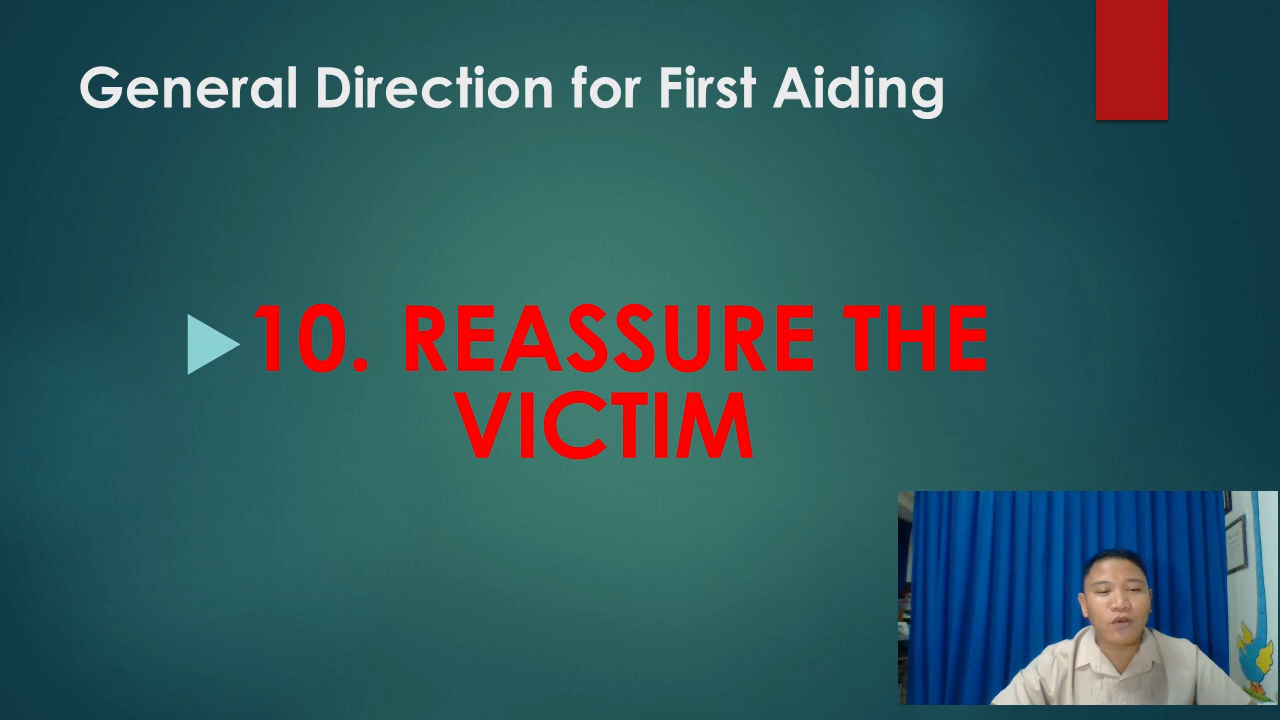 General Direction for First Aiding
10. REASSURE THE
VICTIM